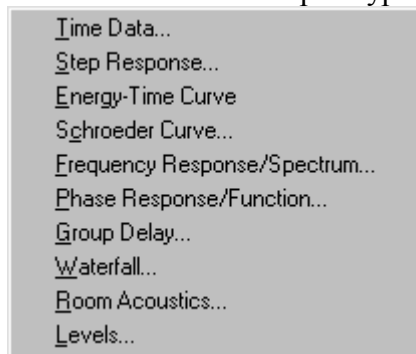 Time Data...
Step Response...
Energy-Time Curve
Schroeder Curve...
Frequency Response/Spectrum...
Phase Response/Function...
Group Delay...
Waterfall...
Room Acoustics...
Levels...